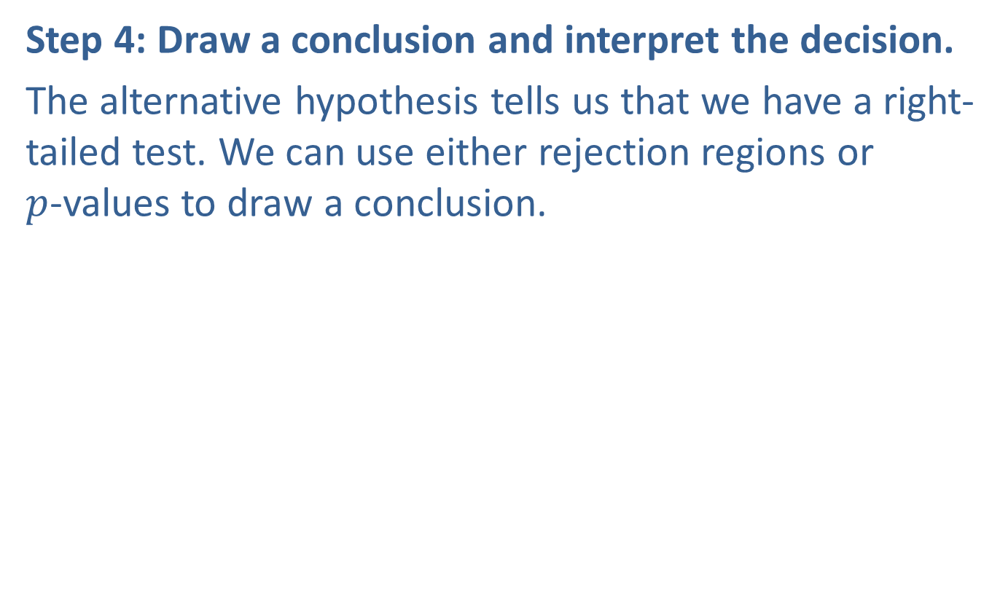 Step 4: Draw a conclusion and interpret the decision.
The alternative hypothesis tells us that we have a right-
tailed test. We can use either rejection regions or
p-values to draw a conclusion.